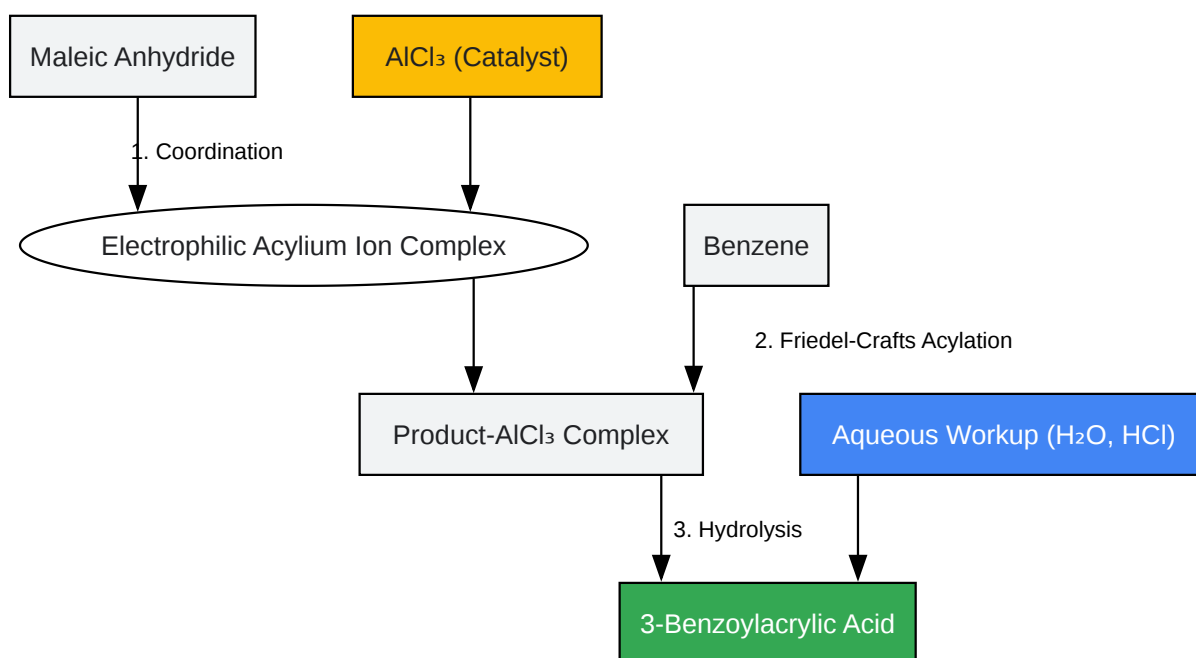 Maleic Anhydride
AlCl₃ (Catalyst)
1. Coordination
Electrophilic Acylium Ion Complex
Benzene
2. Friedel-Crafts Acylation
Product-AlCl₃ Complex
Aqueous Workup (H₂O, HCl)
3. Hydrolysis
3-Benzoylacrylic Acid